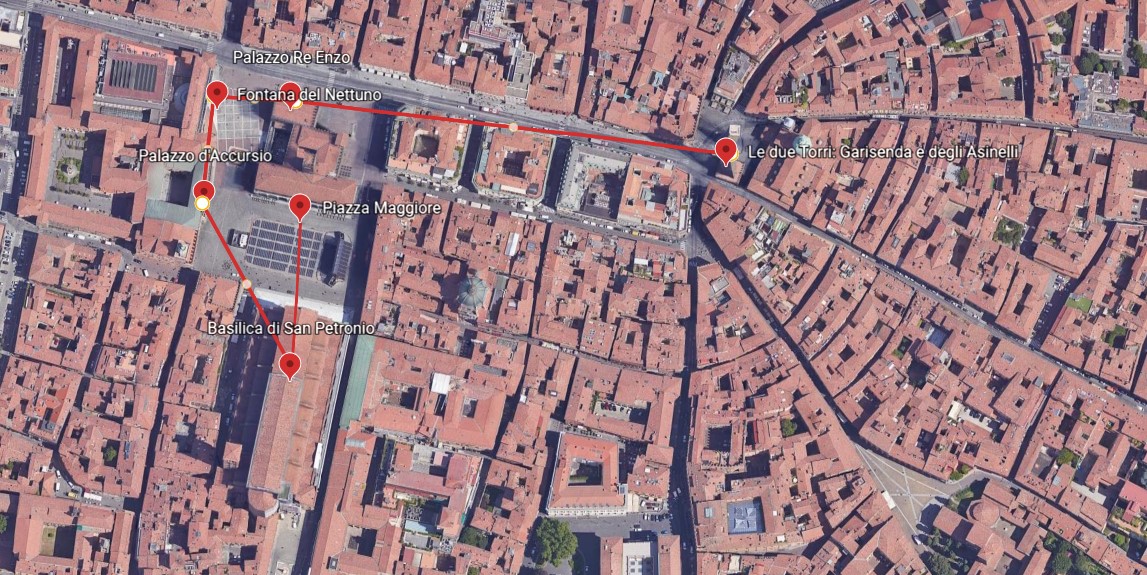 Palazzo Re Enzo
Fontana del Nettuno
Palazzo d'Accursio
Le due Torri: Garisenda e degli Asinelli
Piazza Maggiore
Basilica di San Petronio